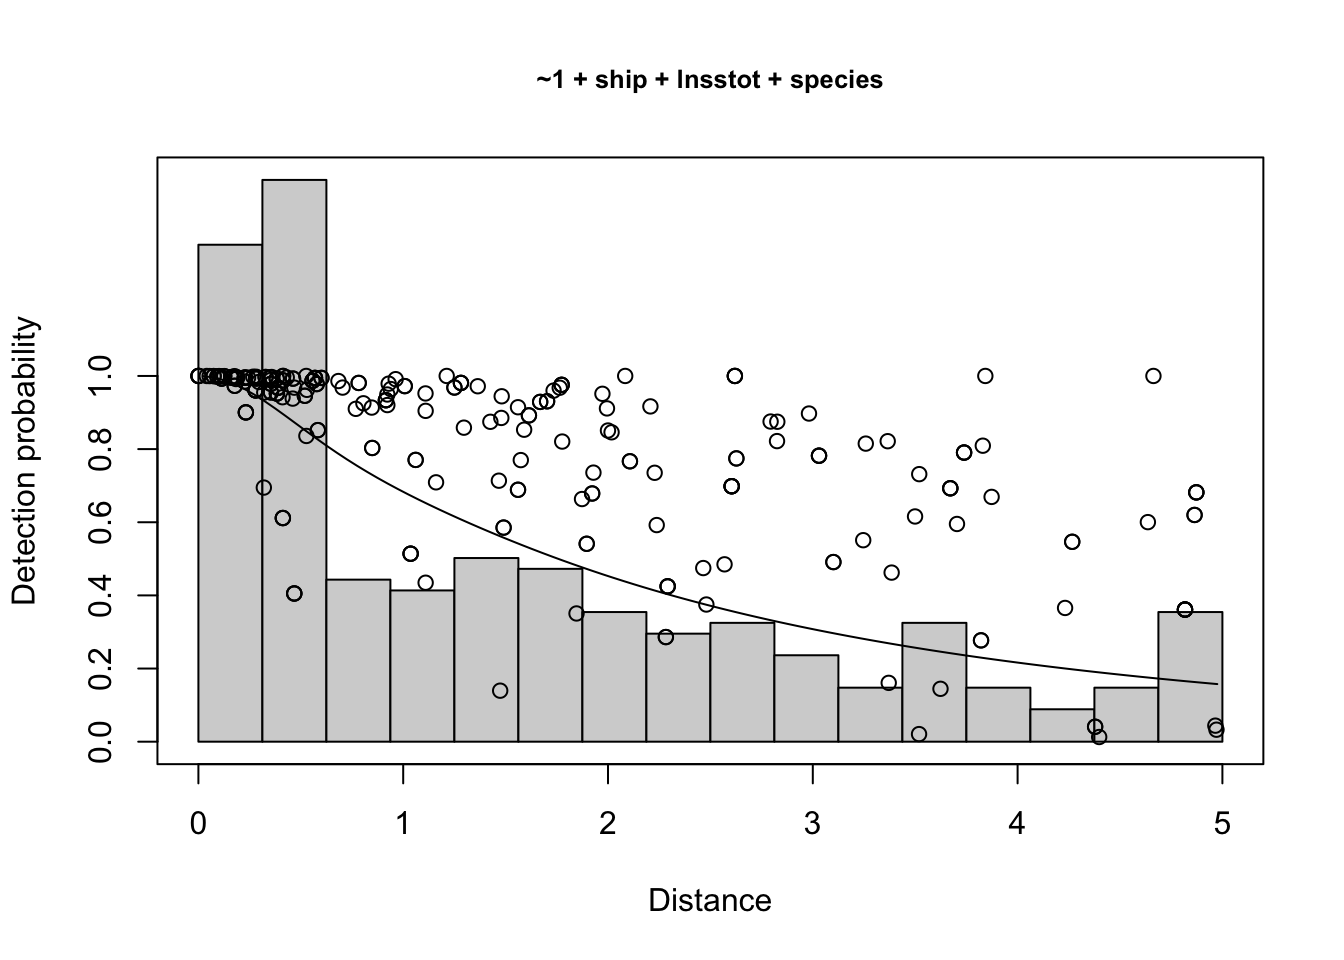 ~1 + ship + lnsstot + species
Detection probability
1.0
0.8
0.6
0.4
0.2
0.0
0 1 2 3 4 5
Distance